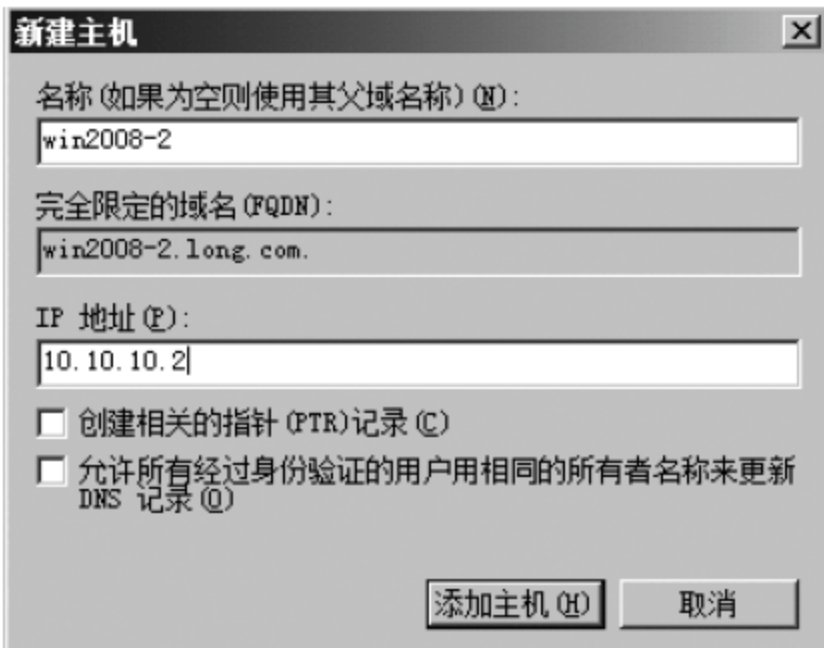 新建主机
名称(如果为空则使用其父域名称)(N):
win2008-2
完全限定的域名(FQDN):
win2008-2.long.com.
IP 地址(P):
10.10.10.2
创建相关的指针(PTR)记录(C)
允许所有经过身份验证的用户用相同的所有者名称来更新
DNS 记录(O)
添加主机(H)
取消